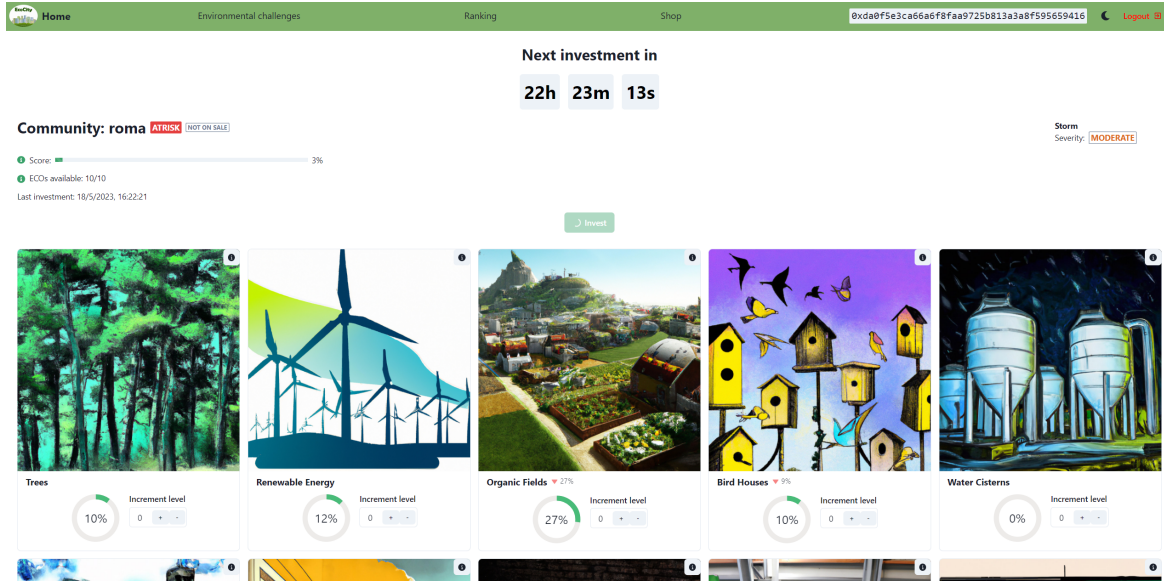 EcoCity
Home
Environmental challenges
Ranking
Shop
0xda0f5e3ca66a6f8faa9725b813a3a8f595659416
Logout
Next investment in
22h 23m 13s
Community: roma ATRISK NOT ON SALE
Storm
Severity: MODERATE
Score: 3%
ECOs available: 10/10
Last investment: 18/5/2023, 16:22:21
Invest
Trees
10%
Increment level
0 + -
Renewable Energy
12%
Increment level
0 + -
Organic Fields 27%
27%
Increment level
0 + -
Bird Houses 9%
10%
Increment level
0 + -
Water Cisterns
0%
Increment level
0 + -